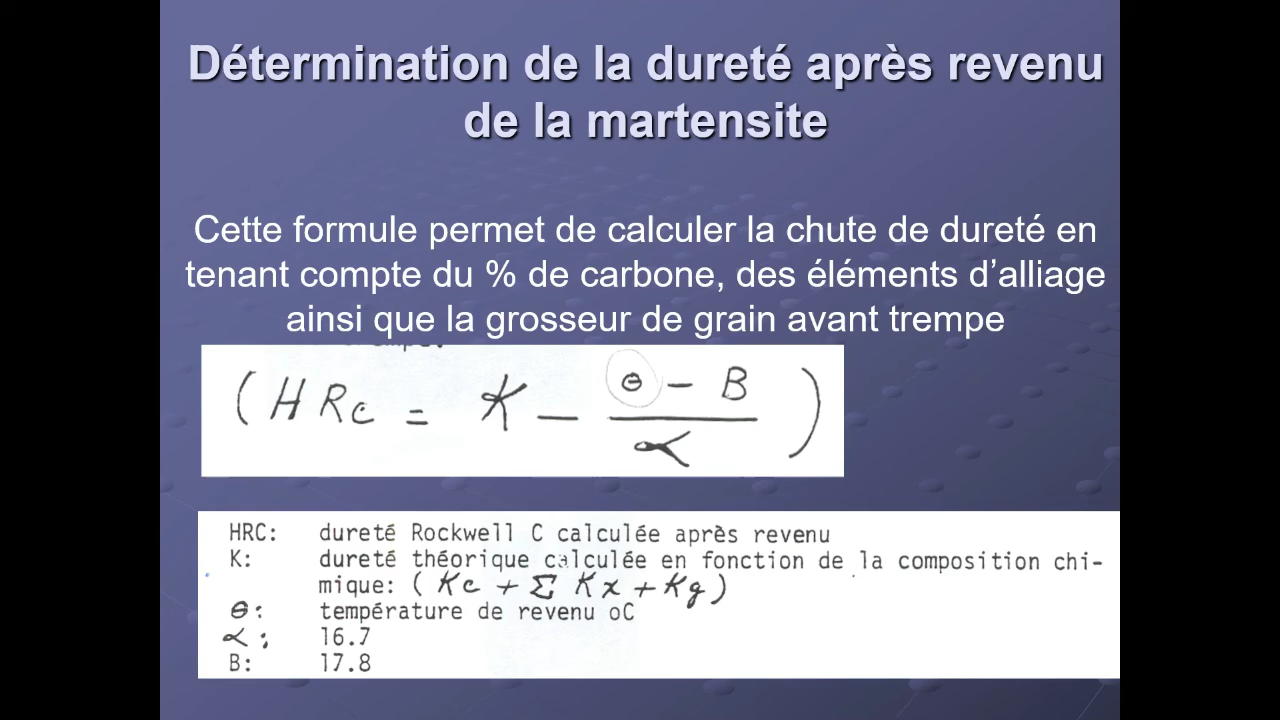 Détermination de la dureté après revenu
de la martensite
Cette formule permet de calculer la chute de dureté en
tenant compte du % de carbone, des éléments d’alliage
ainsi que la grosseur de grain avant trempe
( HRc = K - (θ - B) / α )
HRC: dureté Rockwell C calculée après revenu
K: dureté théorique calculée en fonction de la composition chi-
mique: ( Kc + Σ Kx + Kg )
θ: température de revenu oC
α: 16.7
B: 17.8